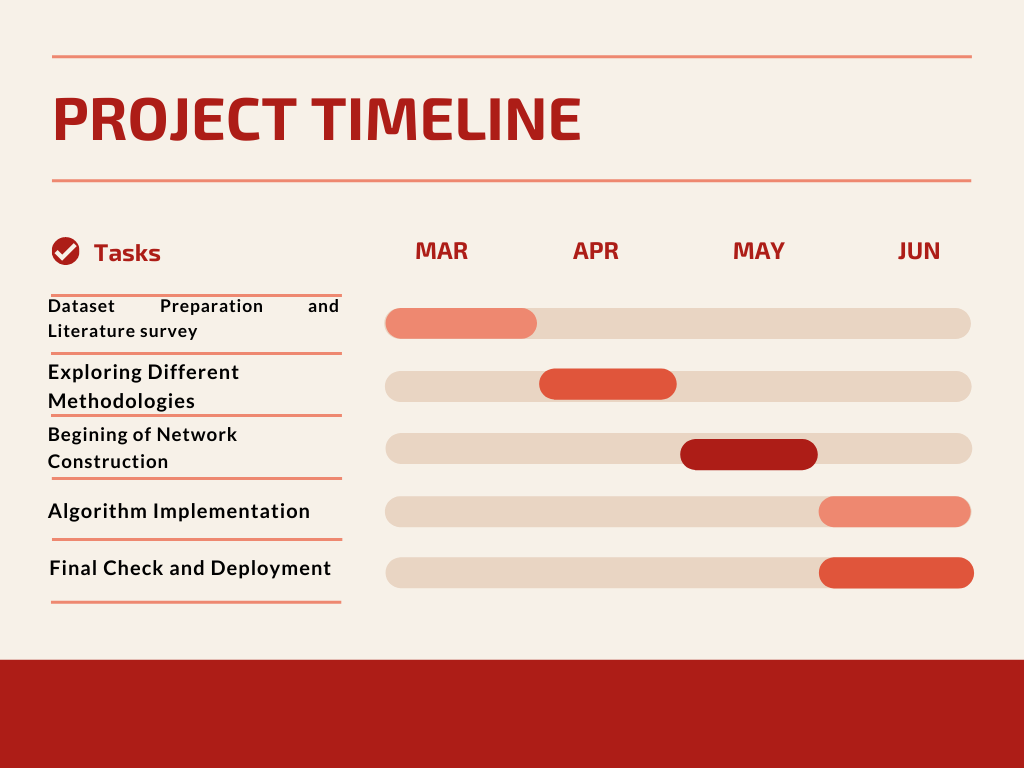 PROJECT TIMELINE
Tasks
MAR APR MAY JUN
Dataset Preparation and
Literature survey
Exploring Different
Methodologies
Begining of Network
Construction
Algorithm Implementation
Final Check and Deployment